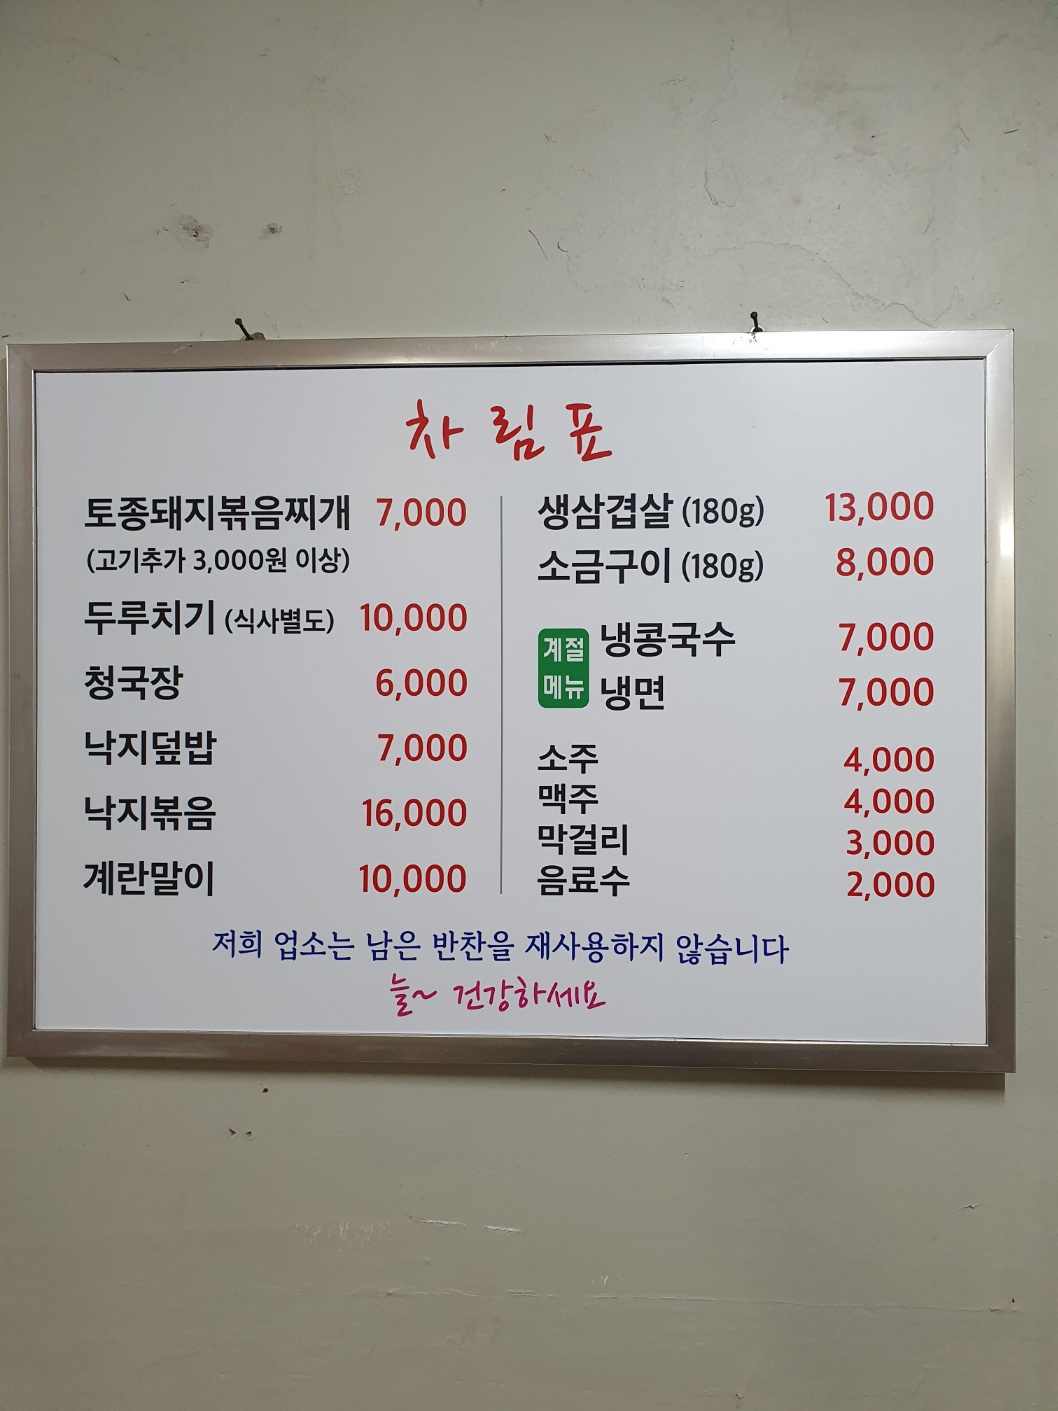 차림표
토종돼지볶음찌개 7,000
(고기추가 3,000원 이상)
두루치기 (식사별도) 10,000
청국장 6,000
낙지덮밥 7,000
낙지볶음 16,000
계란말이 10,000
생삼겹살 (180g) 13,000
소금구이 (180g) 8,000
계절
메뉴
냉콩국수 7,000
냉면 7,000
소주 4,000
맥주 4,000
막걸리 3,000
음료수 2,000
저희 업소는 남은 반찬을 재사용하지 않습니다
늘~ 건강하세요